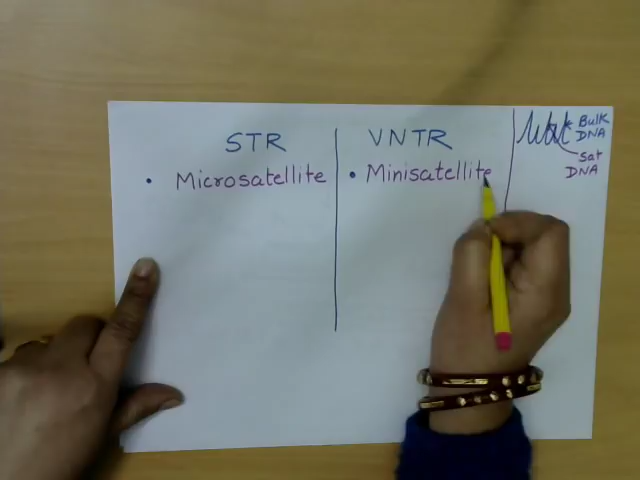 STR
VNTR
• Microsatellite
• Minisatellite
Bulk
DNA
Sat
DNA